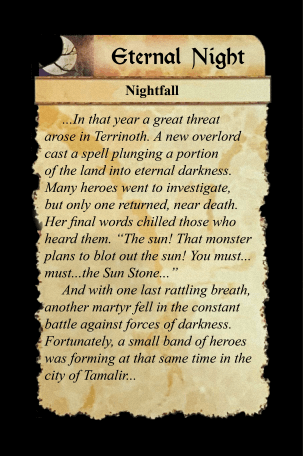 Eternal Night
Nightfall
...In that year a great threat
arose in Terrinoth. A new overlord
cast a spell plunging a portion
of the land into eternal darkness.
Many heroes went to investigate,
but only one returned, near death.
Her final words chilled those who
heard them. “The sun! That monster
plans to blot out the sun! You must...
must...the Sun Stone...”
And with one last rattling breath,
another martyr fell in the constant
battle against forces of darkness.
Fortunately, a small band of heroes
was forming at that same time in the
city of Tamalir...